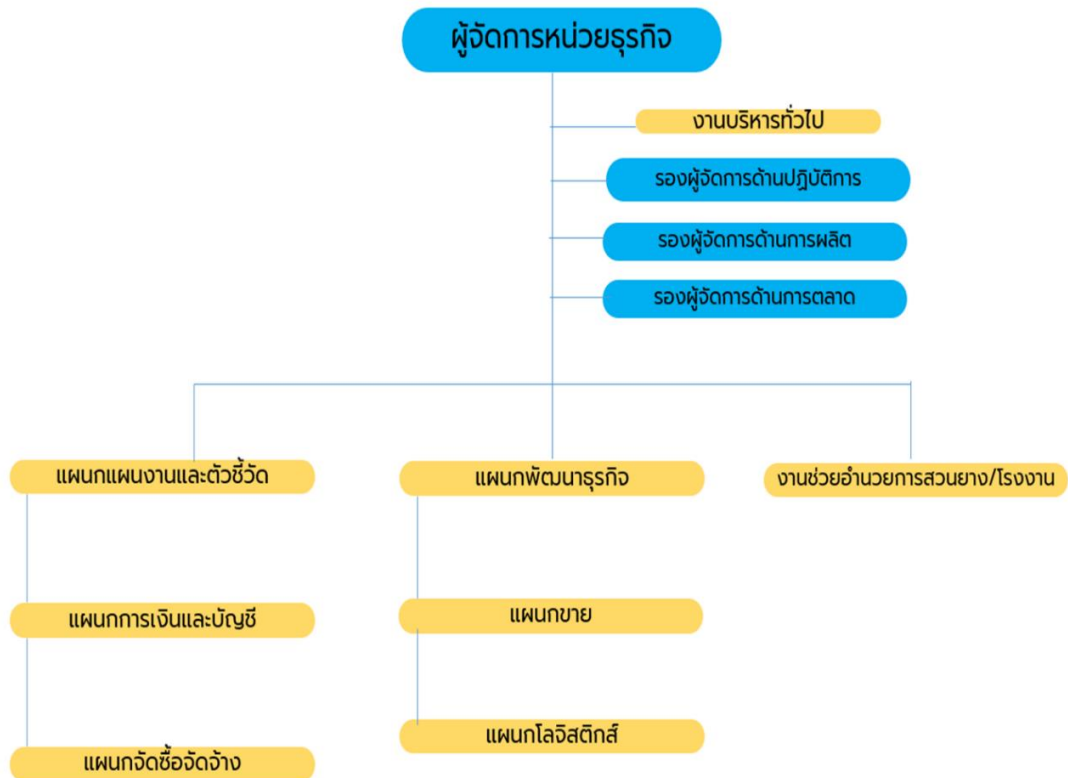 ผู้จัดการหน่วยธุรกิจ
งานบริหารทั่วไป
รองผู้จัดการด้านปฏิบัติการ
รองผู้จัดการด้านการผลิต
รองผู้จัดการด้านการตลาด
แผนกแผนงานและตัวชี้วัด
แผนกพัฒนาธุรกิจ
งานช่วยอำนวยการสวนยาง/โรงงาน
แผนกการเงินและบัญชี
แผนกขาย
แผนกโลจิสติกส์
แผนกจัดซื้อจัดจ้าง